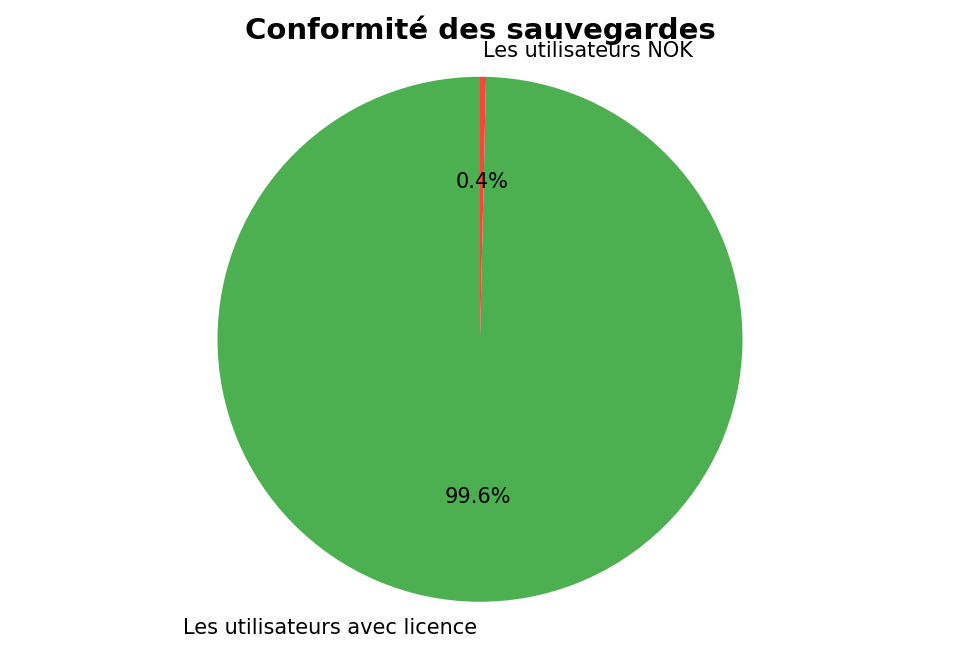 Conformité des sauvegardes
Les utilisateurs NOK
0.4%
99.6%
Les utilisateurs avec licence